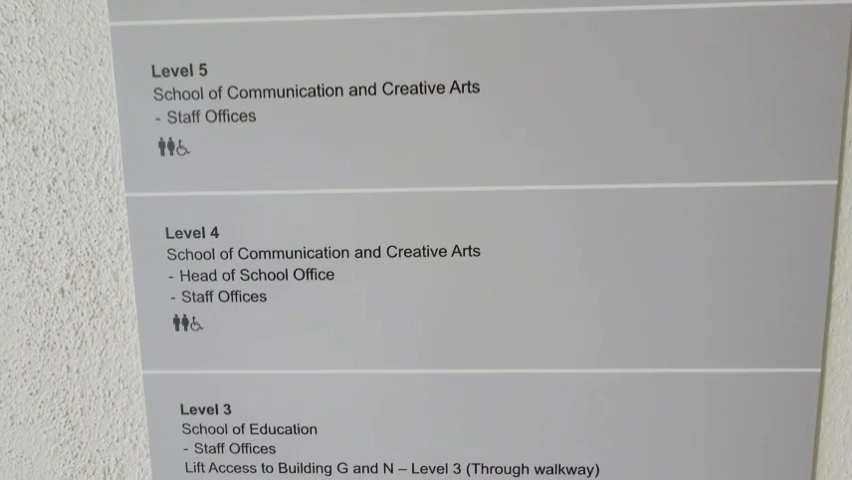 Level 5
School of Communication and Creative Arts
- Staff Offices
Level 4
School of Communication and Creative Arts
- Head of School Office
- Staff Offices
Level 3
School of Education
- Staff Offices
Lift Access to Building G and N – Level 3 (Through walkway)